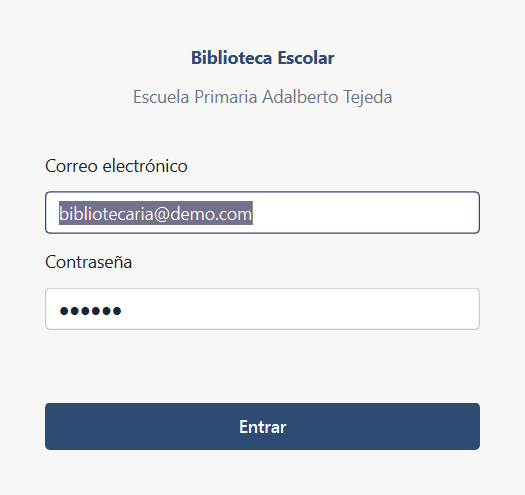 Biblioteca Escolar
Escuela Primaria Adalberto Tejeda
Correo electrónico
bibliotecaria@demo.com
Contraseña
••••••
Entrar